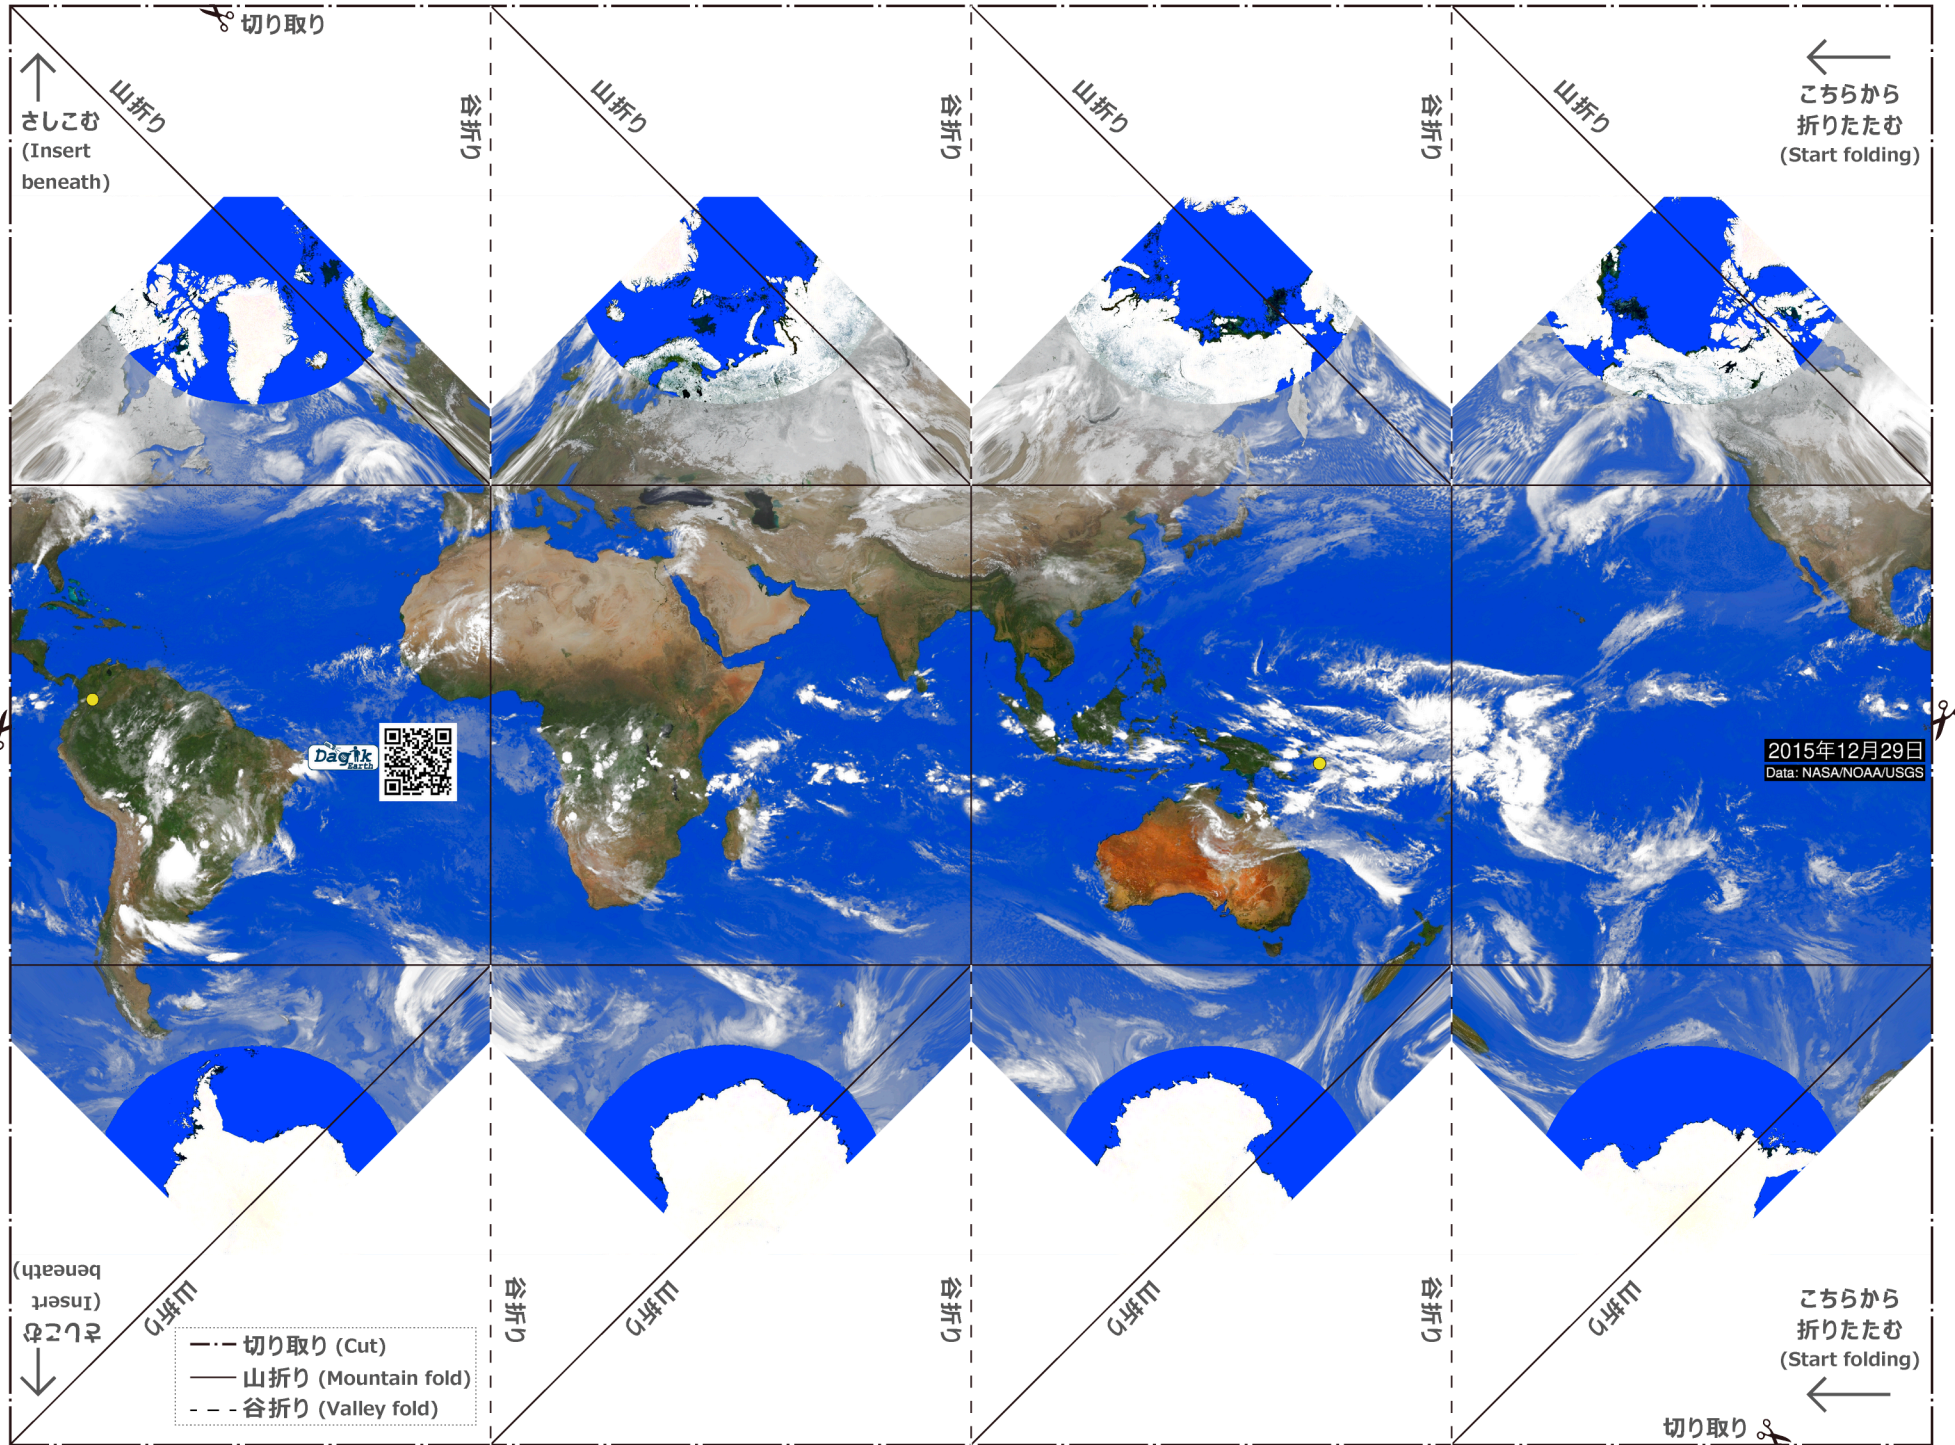 切り取り
さしこむ
(Insert
beneath)
山折り
谷折り
山折り
谷折り
山折り
谷折り
山折り
こちらから
折りたたむ
(Start folding)
Dagik
Earth
2015年12月29日
Data: NASA/NOAA/USGS
さしこむ
(Insert
beneath)
山折り
谷折り
山折り
谷折り
山折り
谷折り
山折り
こちらから
折りたたむ
(Start folding)
切り取り (Cut)
山折り (Mountain fold)
谷折り (Valley fold)
切り取り